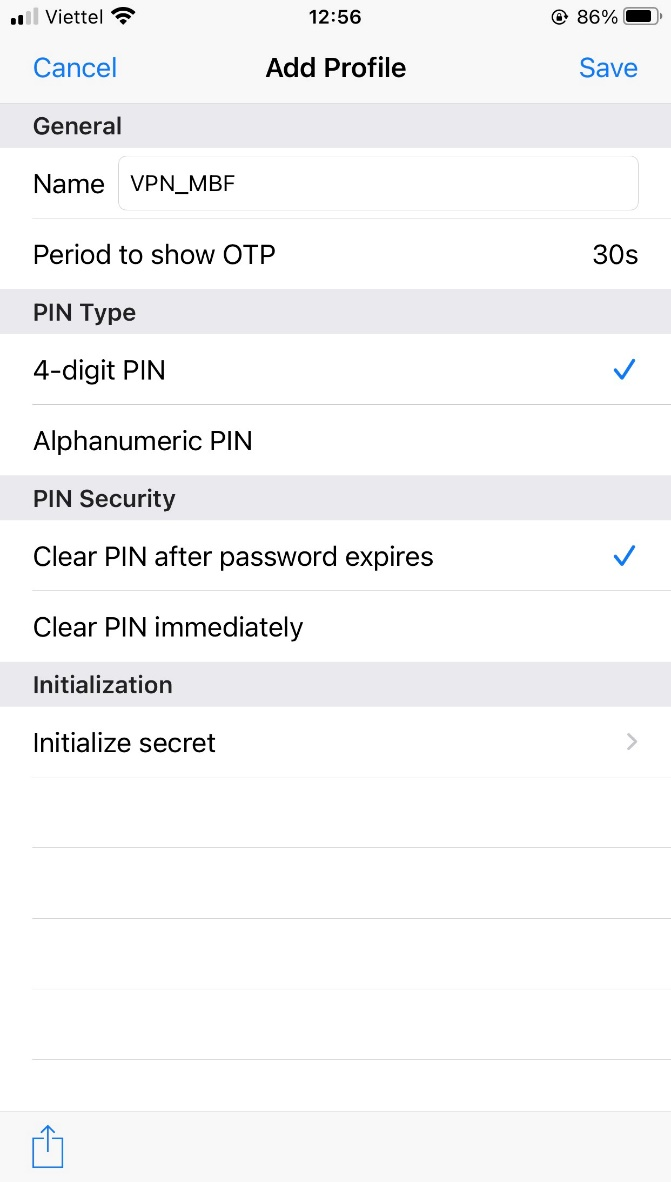 Viettel 12:56 86%
Cancel Add Profile Save
General
Name VPN_MBF
Period to show OTP 30s
PIN Type
4-digit PIN
Alphanumeric PIN
PIN Security
Clear PIN after password expires
Clear PIN immediately
Initialization
Initialize secret